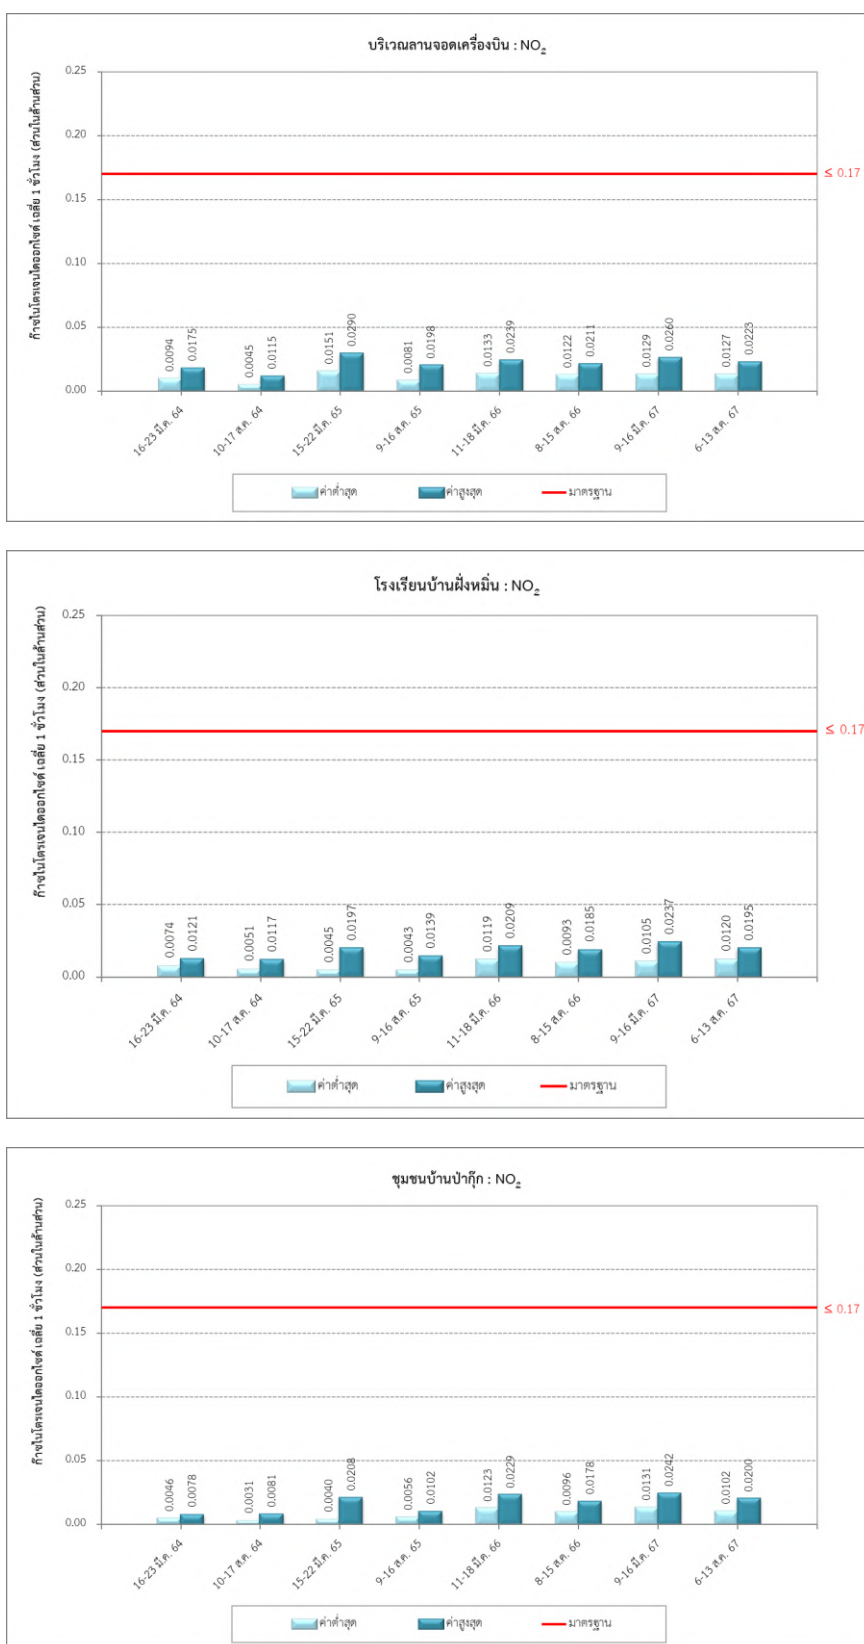 บริเวณลานจอดเครื่องบิน : NO₂
ก๊าซไนโตรเจนไดออกไซด์ เฉลี่ย 1 ชั่วโมง (ส่วนในล้านส่วน)
0.25
0.20
≤ 0.17
0.15
0.10
0.05
0.00
0.0094 0.0175 0.0045 0.0115 0.0151 0.0290 0.0081 0.0198 0.0133 0.0239 0.0122 0.0211 0.0129 0.0260 0.0127 0.0223
16-23 มี.ค. 64 10-17 ส.ค. 64 15-22 มี.ค. 65 9-16 ส.ค. 65 11-18 มี.ค. 66 8-15 ส.ค. 66 9-16 มี.ค. 67 6-13 ส.ค. 67
ค่าต่ำสุด ค่าสูงสุด มาตรฐาน
โรงเรียนบ้านฝั่งหมิ่น : NO₂
ก๊าซไนโตรเจนไดออกไซด์ เฉลี่ย 1 ชั่วโมง (ส่วนในล้านส่วน)
0.25
0.20
≤ 0.17
0.15
0.10
0.05
0.00
0.0074 0.0121 0.0051 0.0117 0.0045 0.0197 0.0043 0.0139 0.0119 0.0209 0.0093 0.0185 0.0105 0.0237 0.0120 0.0195
16-23 มี.ค. 64 10-17 ส.ค. 64 15-22 มี.ค. 65 9-16 ส.ค. 65 11-18 มี.ค. 66 8-15 ส.ค. 66 9-16 มี.ค. 67 6-13 ส.ค. 67
ค่าต่ำสุด ค่าสูงสุด มาตรฐาน
ชุมชนบ้านป่ากุ๊ก : NO₂
ก๊าซไนโตรเจนไดออกไซด์ เฉลี่ย 1 ชั่วโมง (ส่วนในล้านส่วน)
0.25
0.20
≤ 0.17
0.15
0.10
0.05
0.00
0.0046 0.0078 0.0031 0.0081 0.0040 0.0208 0.0056 0.0102 0.0123 0.0229 0.0096 0.0178 0.0131 0.0242 0.0102 0.0200
16-23 มี.ค. 64 10-17 ส.ค. 64 15-22 มี.ค. 65 9-16 ส.ค. 65 11-18 มี.ค. 66 8-15 ส.ค. 66 9-16 มี.ค. 67 6-13 ส.ค. 67
ค่าต่ำสุด ค่าสูงสุด มาตรฐาน